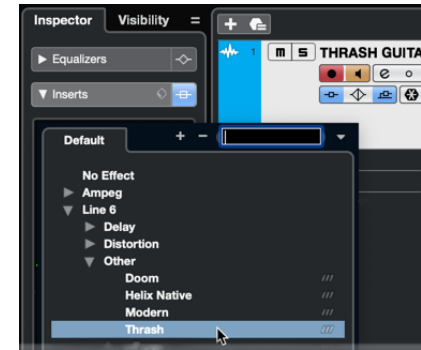 Inspector Visibility
1 m S THRASH GUITA
Equalizers
e
Inserts
Default + −
No Effect
Ampeg
Line 6
Delay
Distortion
Other
Doom
Helix Native
Modern
Thrash